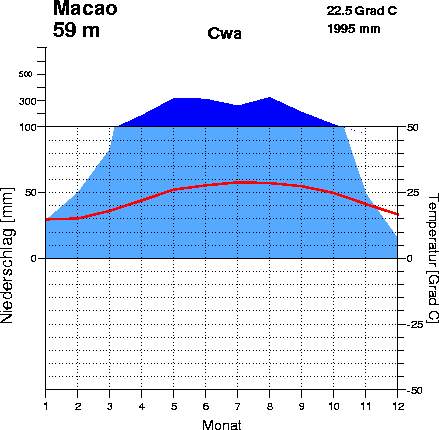 Macao
59 m
Cwa
22.5 Grad C
1995 mm
500
300
100
50
0
50
25
0
-25
-50
Niederschlag [mm]
Temperatur [Grad C]
1 2 3 4 5 6 7 8 9 10 11 12
Monat